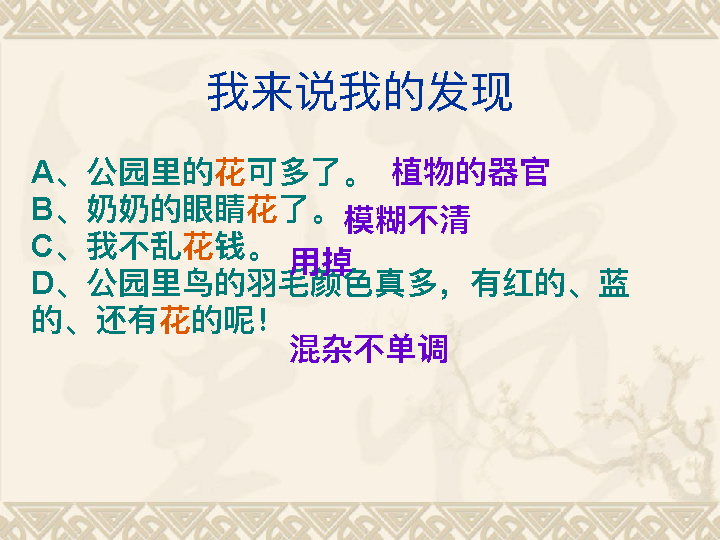 我来说我的发现
A、公园里的花可多了。 植物的器官
B、奶奶的眼睛花了。
模糊不清
C、我不乱花钱。
用掉
D、公园里鸟的羽毛颜色真多，有红的、蓝
的、还有花的呢！
混杂不单调